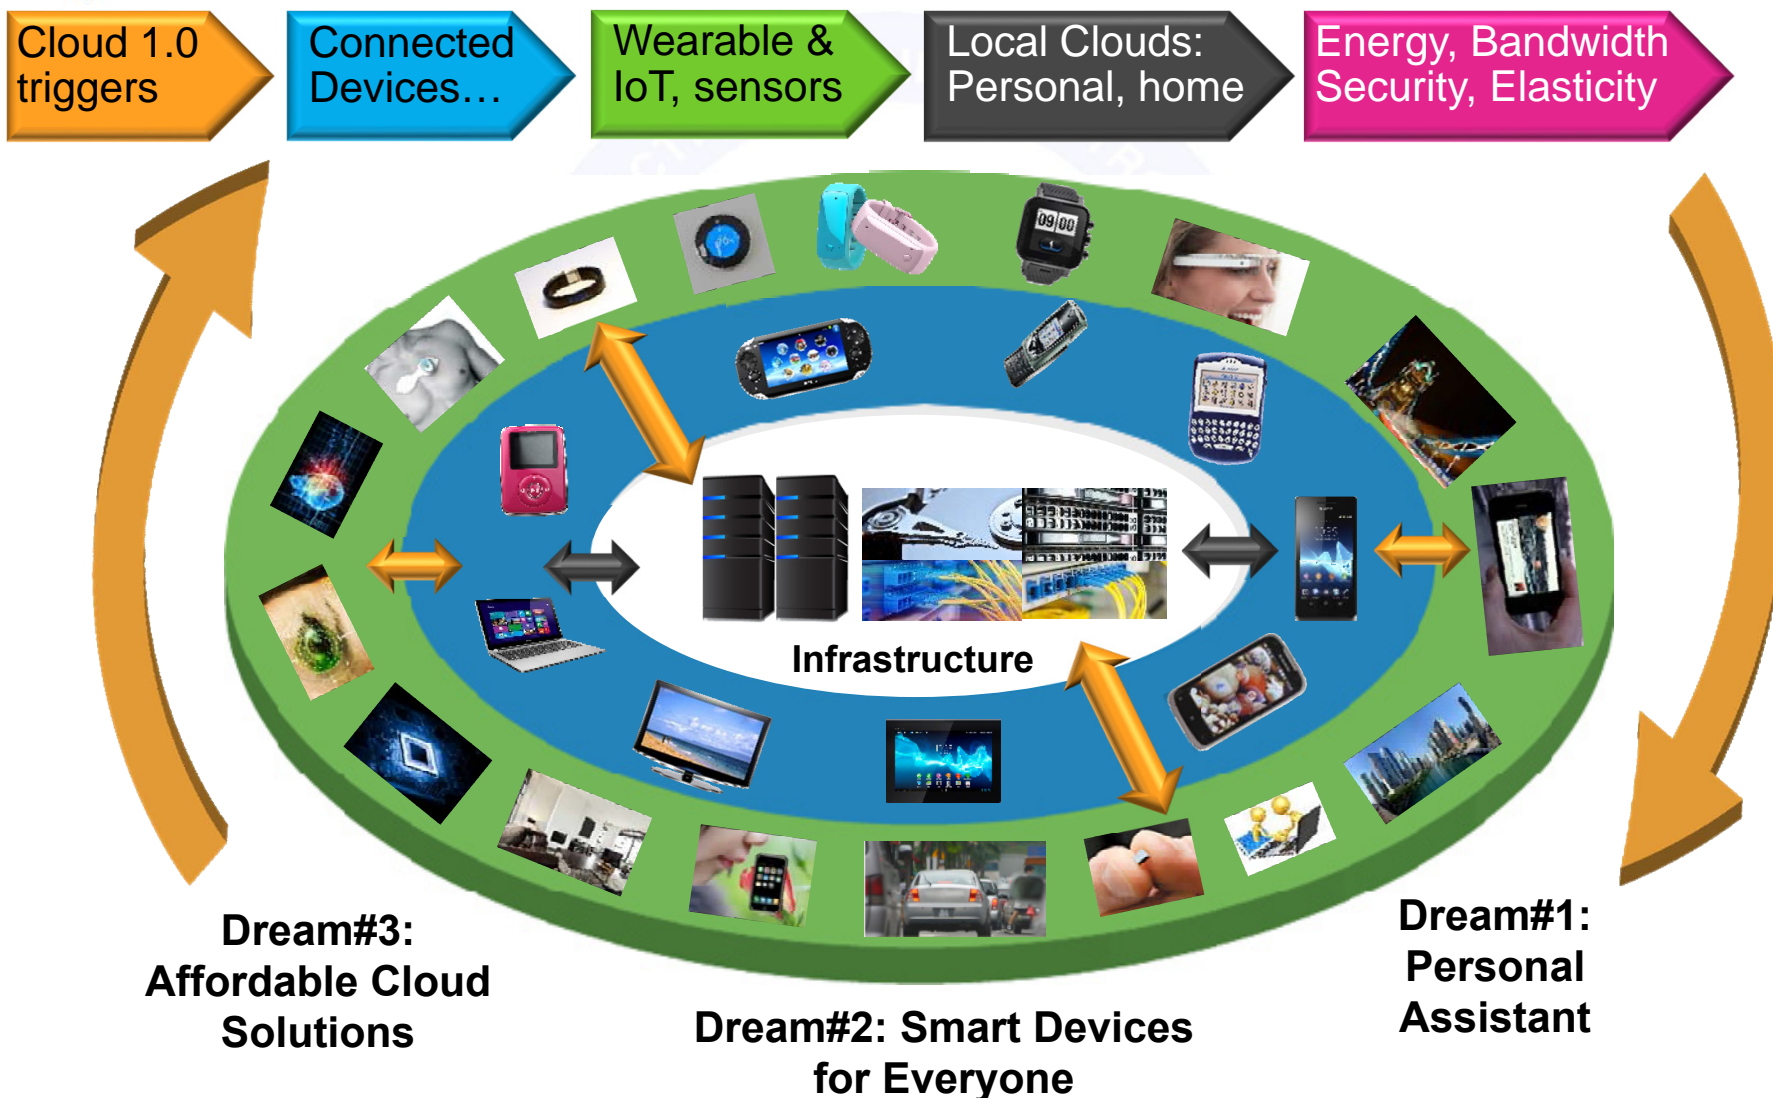 Cloud 1.0
triggers
Connected
Devices…
Wearable &
IoT, sensors
Local Clouds:
Personal, home
Energy, Bandwidth
Security, Elasticity
09 00
Infrastructure
Dream#3:
Affordable Cloud
Solutions
Dream#2: Smart Devices
for Everyone
Dream#1:
Personal
Assistant